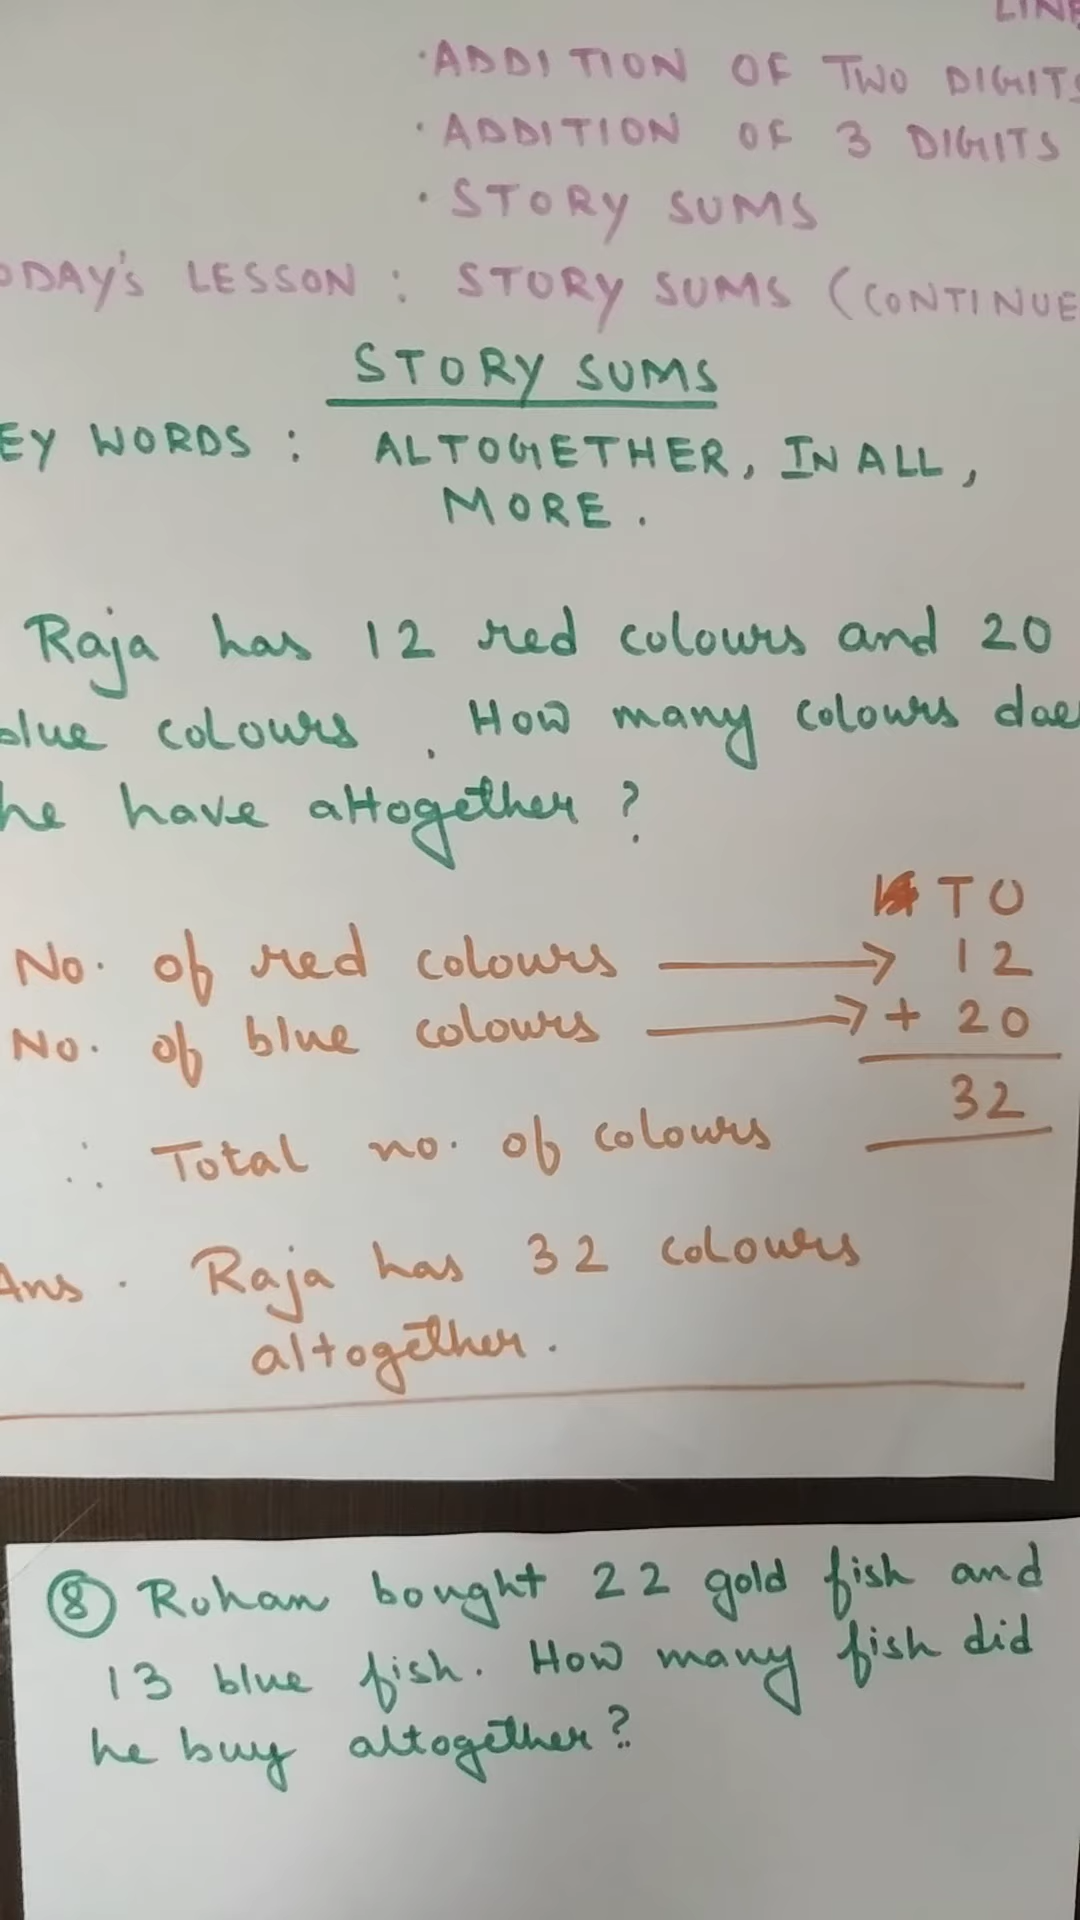 LINE
· ADDITION OF TWO DIGITS
· ADDITION OF 3 DIGITS
· STORY SUMS
ODAY'S LESSON : STORY SUMS (CONTINUE
STORY SUMS
EY WORDS : ALTOGETHER, IN ALL,
MORE.
Raja has 12 red colours and 20
blue colours. How many colours does
he have altogether?
T O
No. of red colours → 12
No. of blue colours → + 20
32
∴ Total no. of colours
Ans. Raja has 32 colours
altogether.
⑧ Rohan bought 22 gold fish and
13 blue fish. How many fish did
he buy altogether?